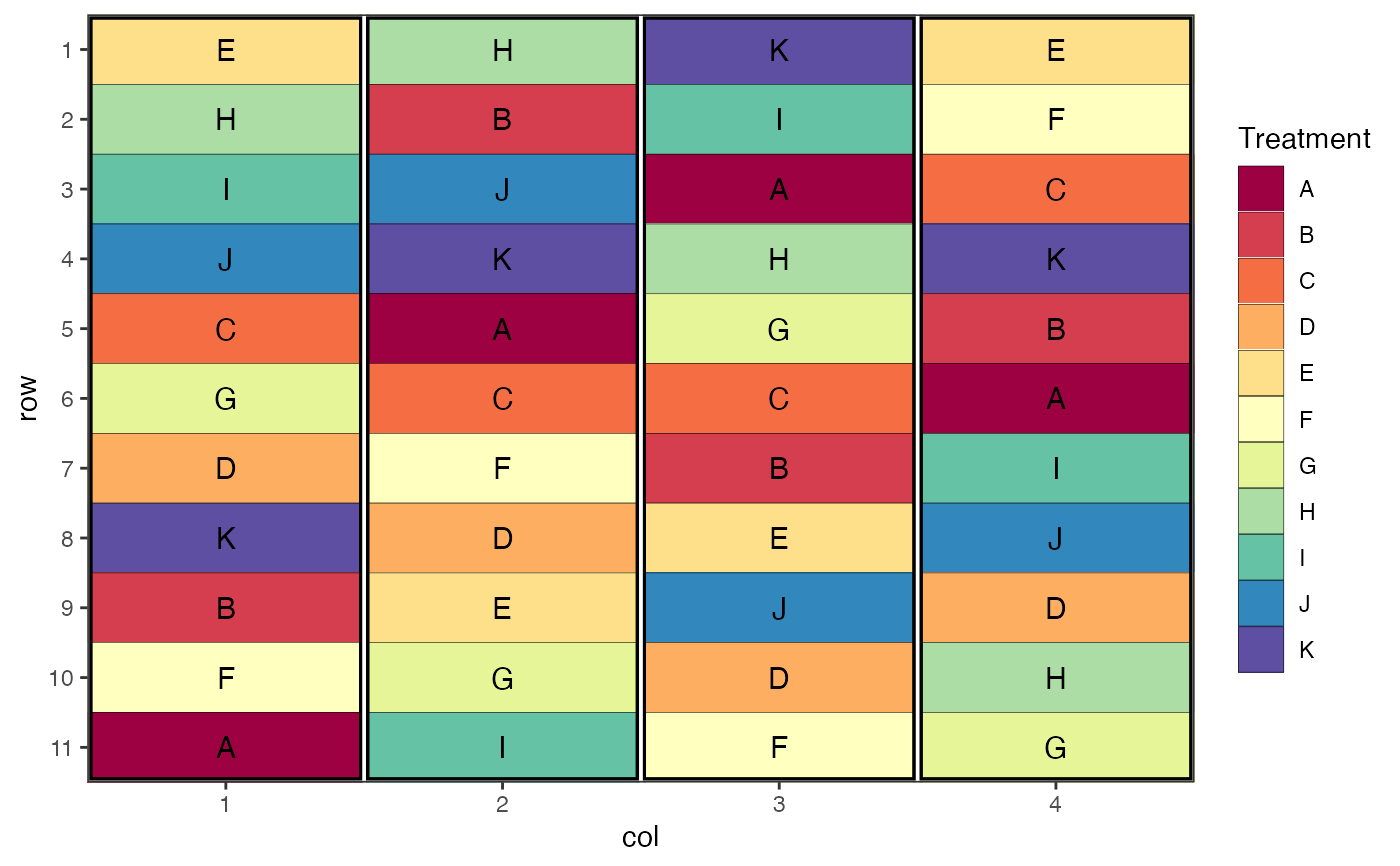 1 E H K E
2 H B I F
Treatment
3 I J A C
A
B
4 J K H K
C
5 C A G B
D
E
row
6 G C C A
F
7 D F B I
G
H
8 K D E J
I
9 B E J D
J
K
10 F G D H
11 A I F G
1 2 3 4
col